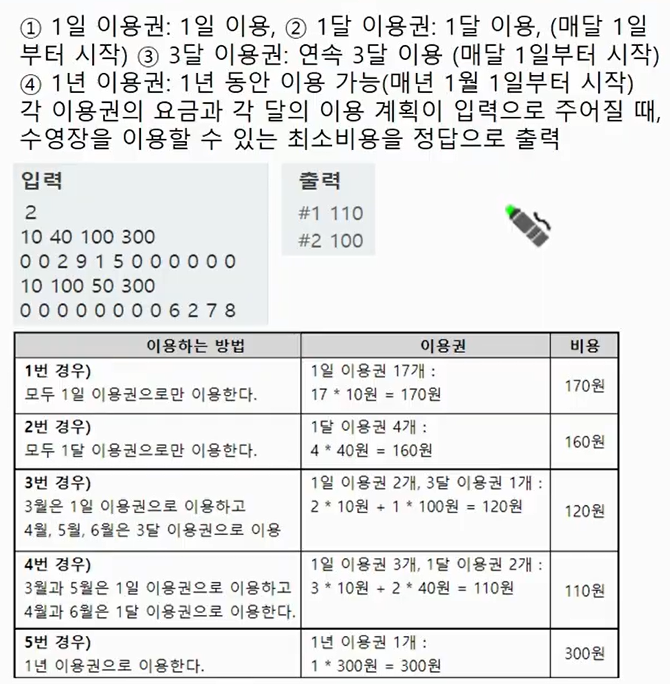 ① 1일 이용권: 1일 이용, ② 1달 이용권: 1달 이용, (매달 1일
부터 시작) ③ 3달 이용권: 연속 3달 이용 (매달 1일부터 시작)
④ 1년 이용권: 1년 동안 이용 가능(매년 1월 1일부터 시작)
각 이용권의 요금과 각 달의 이용 계획이 입력으로 주어질 때,
수영장을 이용할 수 있는 최소비용을 정답으로 출력
입력
2
10 40 100 300
0 0 2 9 1 5 0 0 0 0 0 0
10 100 50 300
0 0 0 0 0 0 0 0 6 2 7 8
출력
#1 110
#2 100
이용하는 방법 이용권 비용
1번 경우)
모두 1일 이용권으로만 이용한다.
1일 이용권 17개 :
17 * 10원 = 170원
170원
2번 경우)
모두 1달 이용권으로만 이용한다.
1달 이용권 4개 :
4 * 40원 = 160원
160원
3번 경우)
3월은 1일 이용권으로 이용하고
4월, 5월, 6월은 3달 이용권으로 이용
1일 이용권 2개, 3달 이용권 1개 :
2 * 10원 + 1 * 100원 = 120원
120원
4번 경우)
3월과 5월은 1일 이용권으로 이용하고
4월과 6월은 1달 이용권으로 이용한다.
1일 이용권 3개, 1달 이용권 2개 :
3 * 10원 + 2 * 40원 = 110원
110원
5번 경우)
1년 이용권으로 이용한다.
1년 이용권 1개 :
1 * 300원 = 300원
300원